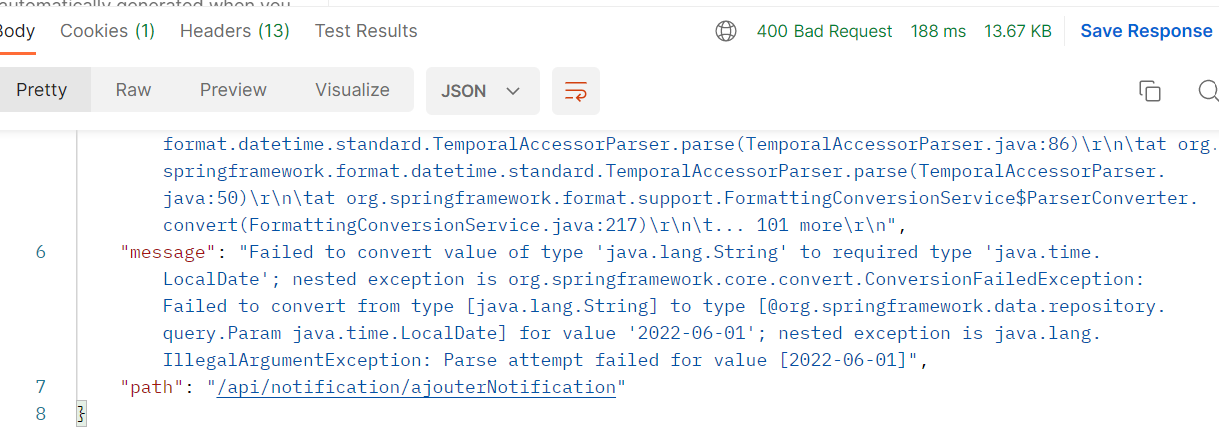 automatically generated when you
Body Cookies (1) Headers (13) Test Results 400 Bad Request 188 ms 13.67 KB Save Response
Pretty Raw Preview Visualize JSON
format.datetime.standard.TemporalAccessorParser.parse(TemporalAccessorParser.java:86)\r\n\tat org.
springframework.format.datetime.standard.TemporalAccessorParser.parse(TemporalAccessorParser.
java:50)\r\n\tat org.springframework.format.support.FormattingConversionService$ParserConverter.
convert(FormattingConversionService.java:217)\r\n\t... 101 more\r\n",
6 "message": "Failed to convert value of type 'java.lang.String' to required type 'java.time.
LocalDate'; nested exception is org.springframework.core.convert.ConversionFailedException:
Failed to convert from type [java.lang.String] to type [@org.springframework.data.repository.
query.Param java.time.LocalDate] for value '2022-06-01'; nested exception is java.lang.
IllegalArgumentException: Parse attempt failed for value [2022-06-01]",
7 "path": "/api/notification/ajouterNotification"
8 }